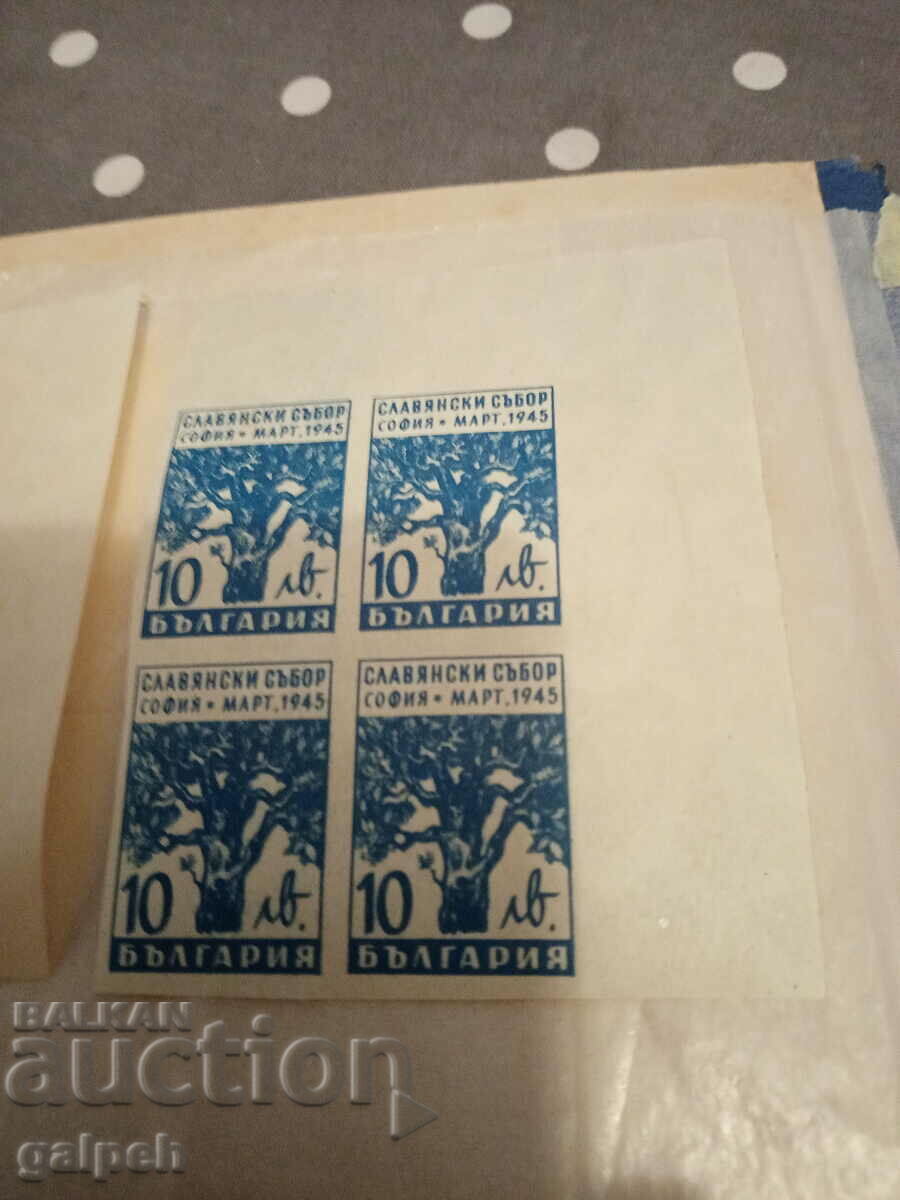 СЛАВЯНСКИ СЪБОР
СОФИЯ • МАРТ, 1945
10 лв.
БЪЛГАРИЯ
СЛАВЯНСКИ СЪБОР
СОФИЯ • МАРТ, 1945
10 лв.
БЪЛГАРИЯ
СЛАВЯНСКИ СЪБОР
СОФИЯ • МАРТ, 1945
10 лв.
БЪЛГАРИЯ
СЛАВЯНСКИ СЪБОР
СОФИЯ • МАРТ, 1945
10 лв.
БЪЛГАРИЯ
BALKAN
auction
galpeh